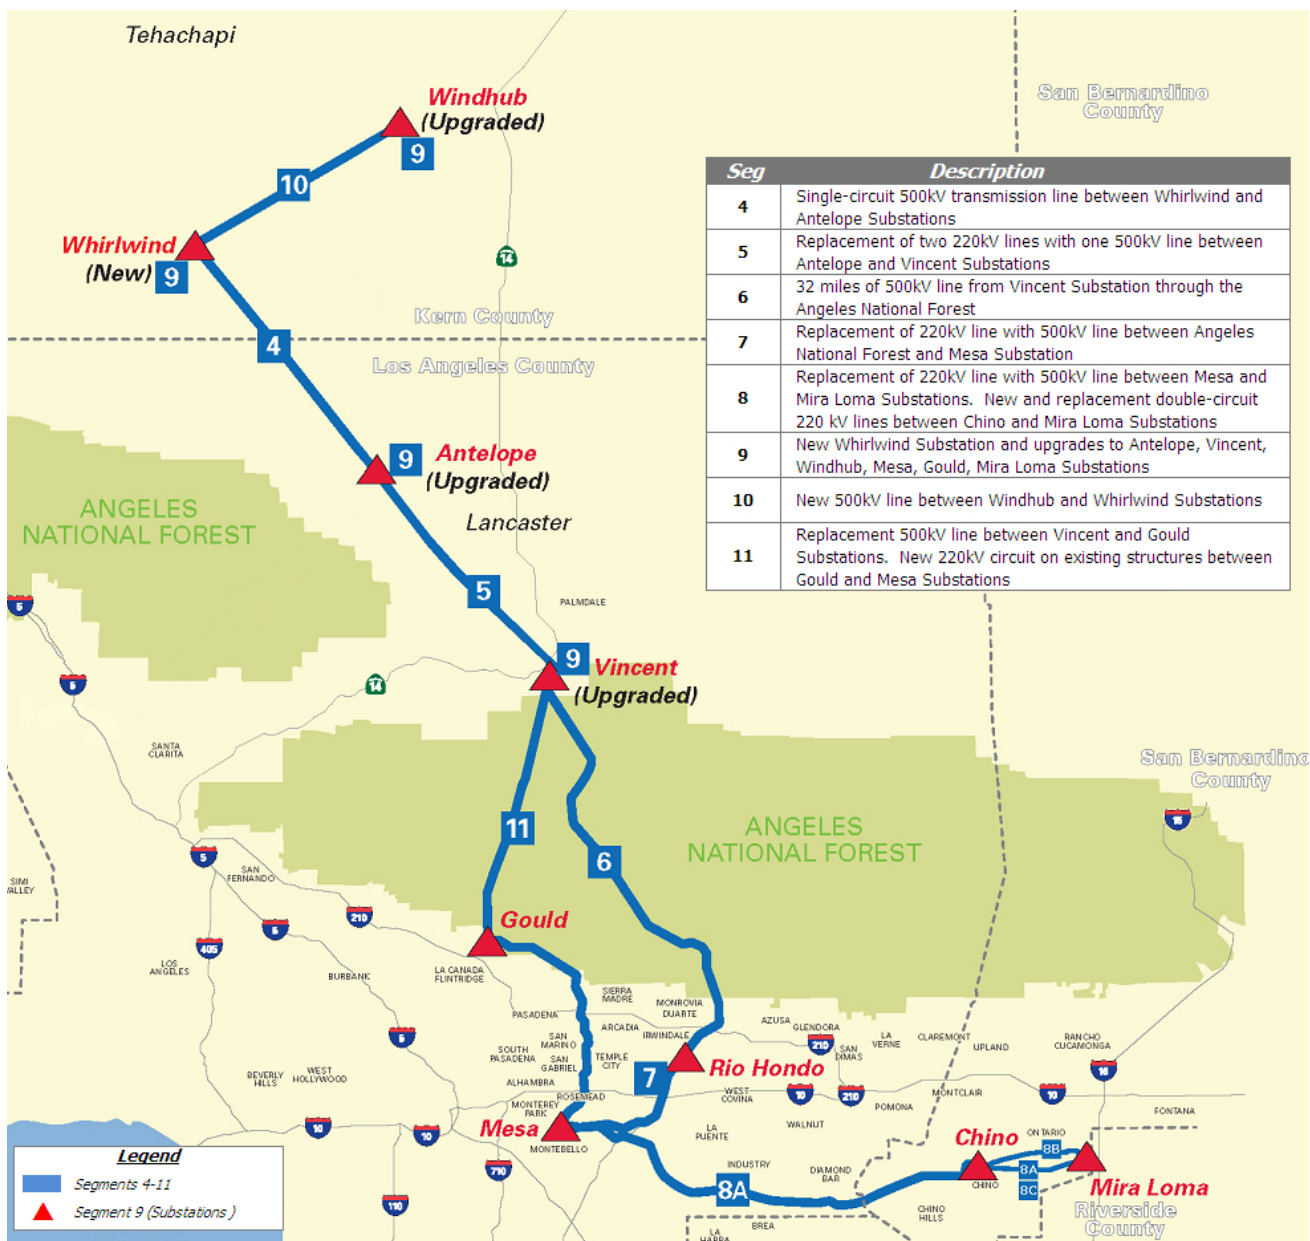 Tehachapi
Windhub
(Upgraded)
9
San Bernardino
County
10
Whirlwind
(New)
9
14
Kern County
4
Los Angeles County
Seg Description
4 Single-circuit 500kV transmission line between Whirlwind and
Antelope Substations
5 Replacement of two 220kV lines with one 500kV line between
Antelope and Vincent Substations
6 32 miles of 500kV line from Vincent Substation through the
Angeles National Forest
7 Replacement of 220kV line with 500kV line between Angeles
National Forest and Mesa Substation
8 Replacement of 220kV line with 500kV line between Mesa and
Mira Loma Substations. New and replacement double-circuit
220 kV lines between Chino and Mira Loma Substations
9 New Whirlwind Substation and upgrades to Antelope, Vincent,
Windhub, Mesa, Gould, Mira Loma Substations
10 New 500kV line between Windhub and Whirlwind Substations
11 Replacement 500kV line between Vincent and Gould
Substations. New 220kV circuit on existing structures between
Gould and Mesa Substations
9
Antelope
(Upgraded)
Lancaster
ANGELES
NATIONAL FOREST
5
5
PALMDALE
9
Vincent
(Upgraded)
5
14
SANTA
CLARITA
San Bernardino
County
15
11
ANGELES
NATIONAL FOREST
6
5
SAN
FERNANDO
SIMI
VALLEY
210
5
405
Gould
LOS
ANGELES
BURBANK
LA CANADA
FLINTRIDGE
SIERRA
MADRE
MONROVIA
DUARTE
PASADENA
ARCADIA
IRWINDALE
AZUSA
GLENDORA
210
LA
VERNE
CLAREMONT
UPLAND
RANCHO
CUCAMONGA
5
SOUTH
PASADENA
SAN
MARINO
SAN
GABRIEL
TEMPLE
CITY
SAN
DIMAS
Rio Hondo
15
BEVERLY
HILLS
WEST
HOLLYWOOD
ALHAMBRA
7
ROSEMEAD
MONTEREY
PARK
WEST
COVINA
10
210
POMONA
MONTCLAIR
10
FONTANA
10
10
Mesa
MONTEBELLO
LA
PUENTE
WALNUT
Chino
ONTARIO
8B
8A
8C
CHINO
Mira Loma
Riverside
County
710
110
INDUSTRY
8A
DIAMOND
BAR
CHINO
HILLS
BREA
LA
HABRA
Legend
Segments 4-11
Segment 9 (Substations )